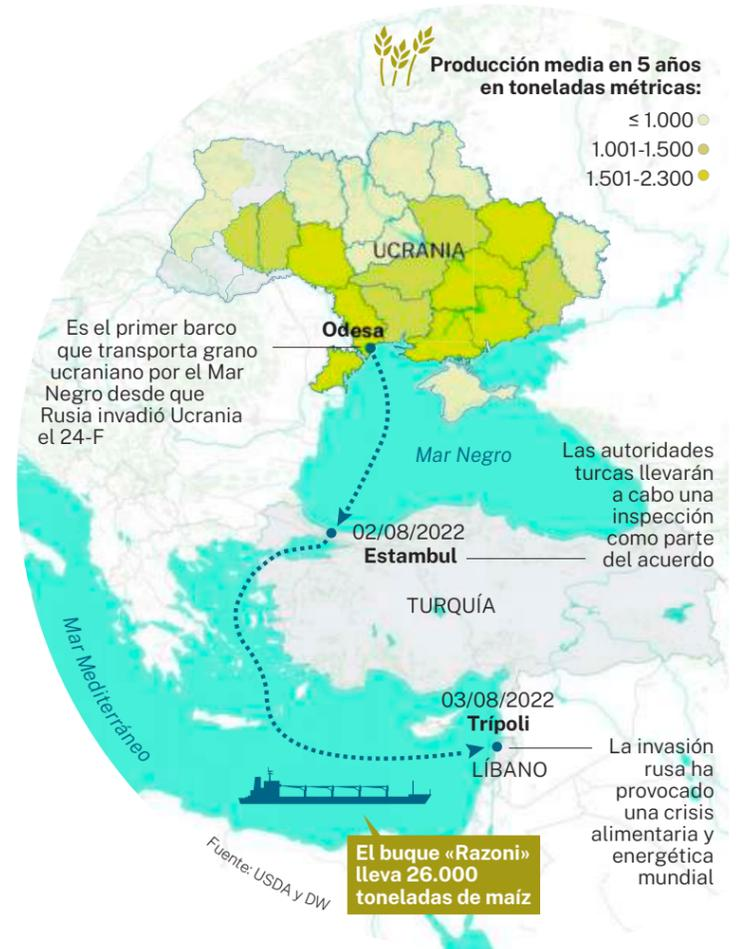 Producción media en 5 años
en toneladas métricas:
≤ 1.000
1.001-1.500
1.501-2.300
UCRANIA
Odesa
Es el primer barco
que transporta grano
ucraniano por el Mar
Negro desde que
Rusia invadió Ucrania
el 24-F
Mar Negro
Las autoridades
turcas llevarán
a cabo una
inspección
como parte
del acuerdo
02/08/2022
Estambul
TURQUÍA
Mar Mediterráneo
03/08/2022
Trípoli
LÍBANO
La invasión
rusa ha
provocado
una crisis
alimentaria y
energética
mundial
El buque «Razoni»
lleva 26.000
toneladas de maíz
Fuente: USDA y DW